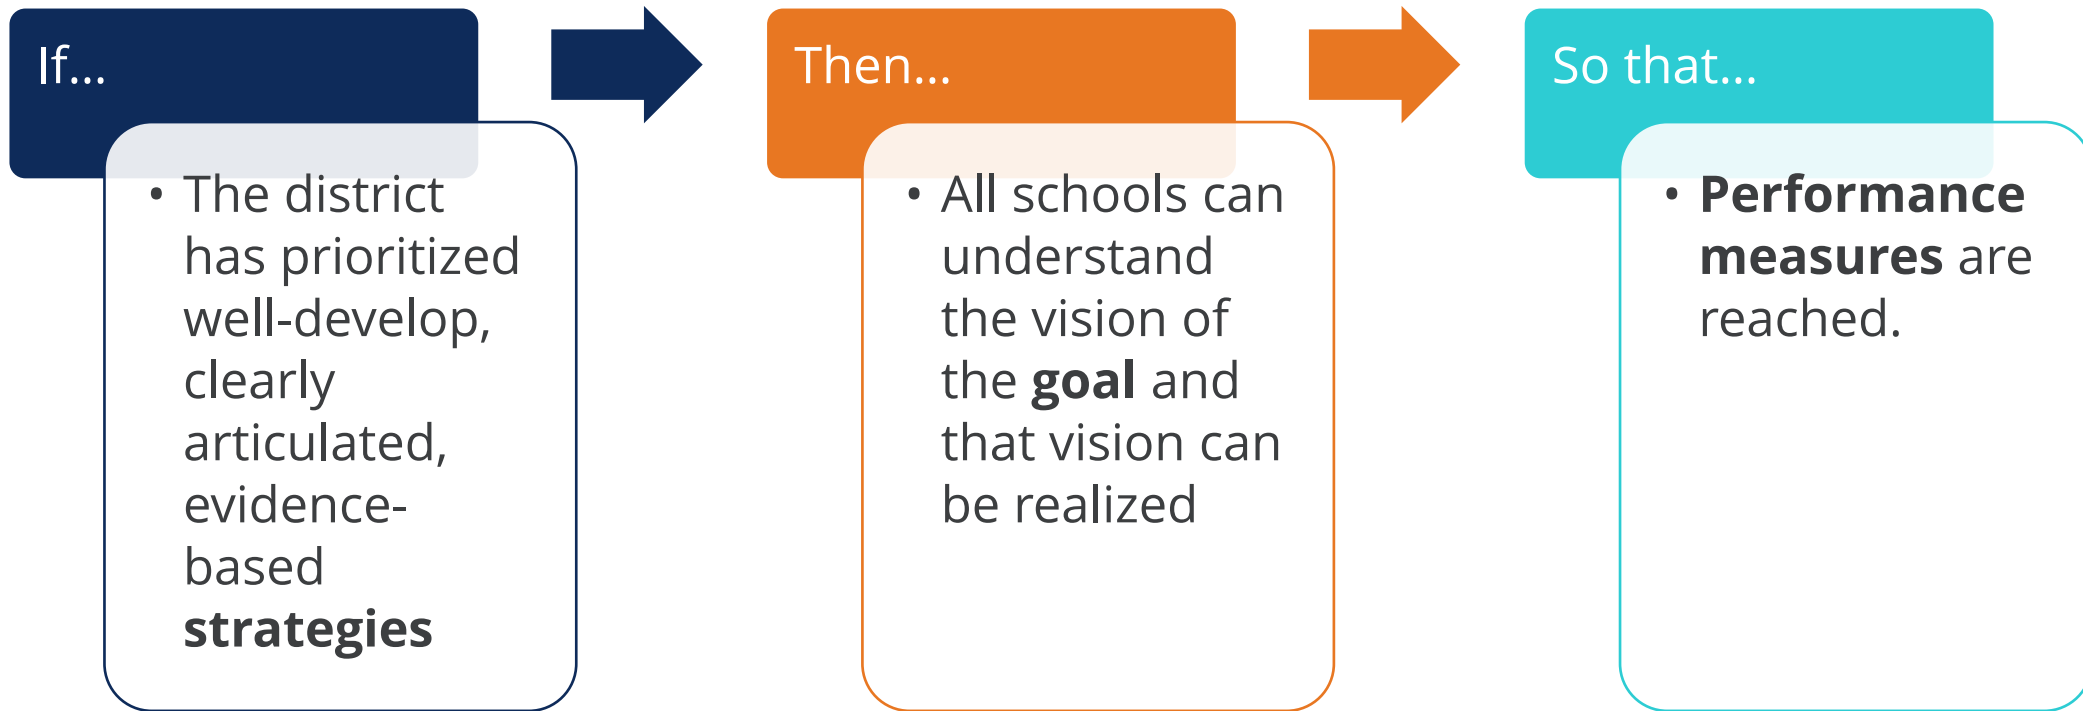 If...
• The district
has prioritized
well-develop,
clearly
articulated,
evidence-
based
strategies
Then...
• All schools can
understand
the vision of
the goal and
that vision can
be realized
So that...
• Performance
measures are
reached.